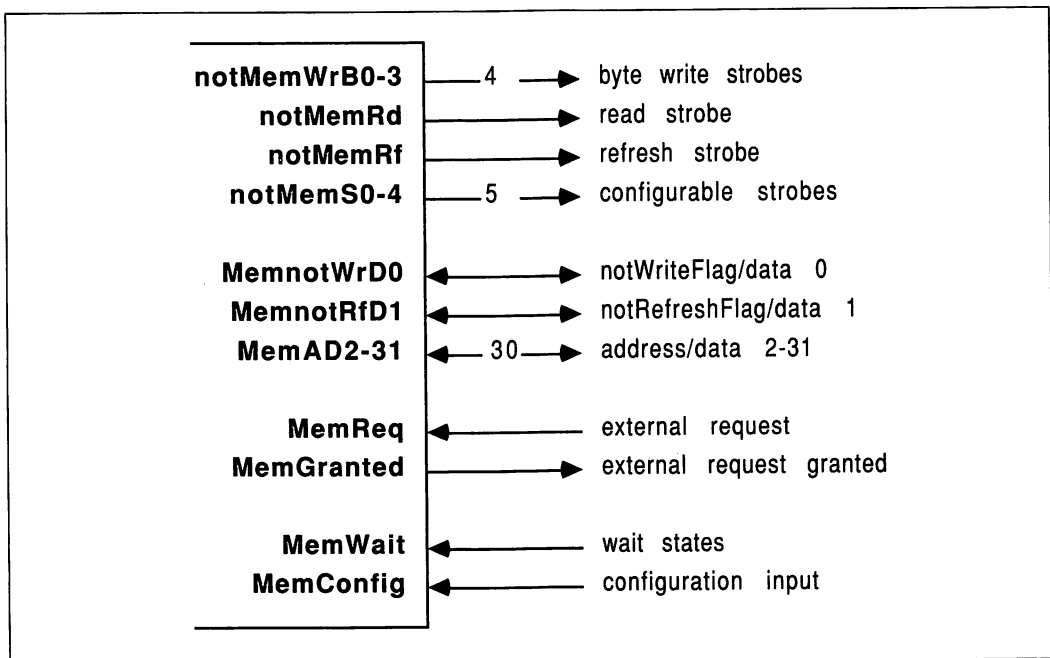 notMemWrB0-3 4 byte write strobes
notMemRd read strobe
notMemRf refresh strobe
notMemS0-4 5 configurable strobes
MemnotWrD0 notWriteFlag/data 0
MemnotRfD1 notRefreshFlag/data 1
MemAD2-31 30 address/data 2-31
MemReq external request
MemGranted external request granted
MemWait wait states
MemConfig configuration input